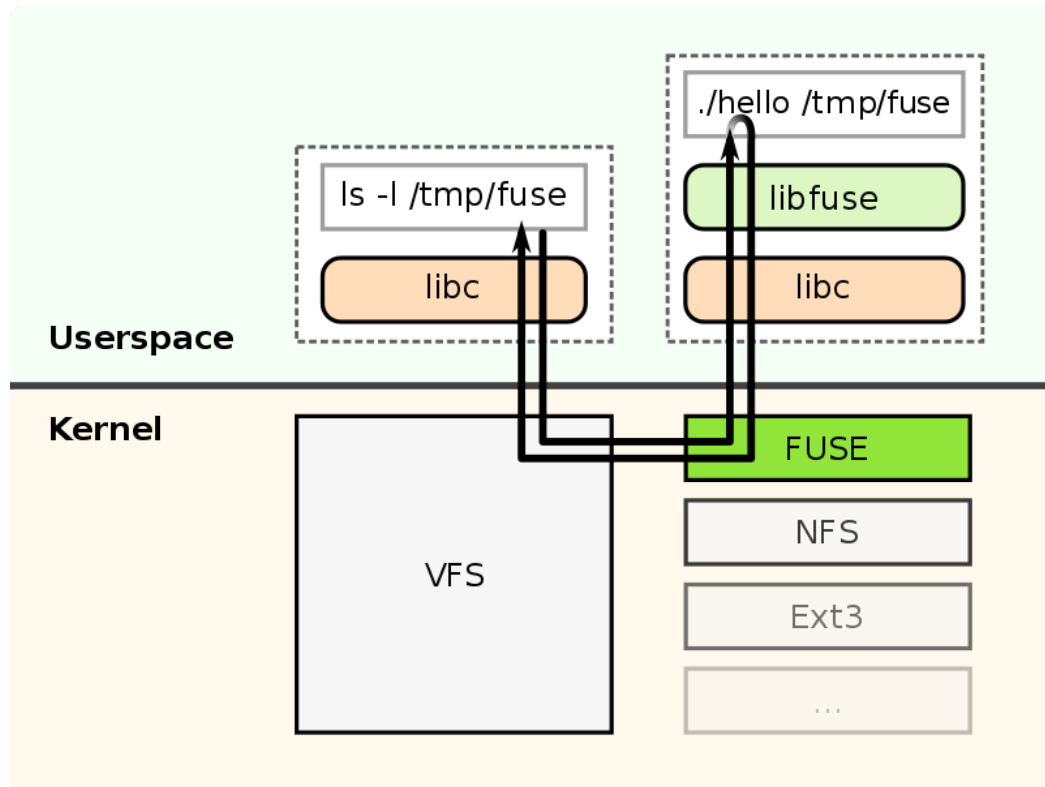 ./hello /tmp/fuse
ls -l /tmp/fuse
libfuse
libc
libc
Userspace
Kernel
FUSE
NFS
VFS
Ext3
...